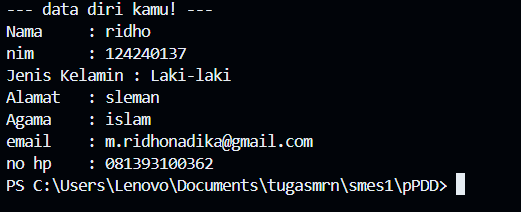 --- data diri kamu! ---
Nama     : ridho
nim      : 124240137
Jenis Kelamin : Laki-laki
Alamat   : sleman
Agama    : islam
email    : m.ridhonadika@gmail.com
no hp    : 081393100362
PS C:\Users\Lenovo\Documents\tugasmrn\smes1\pPDD>